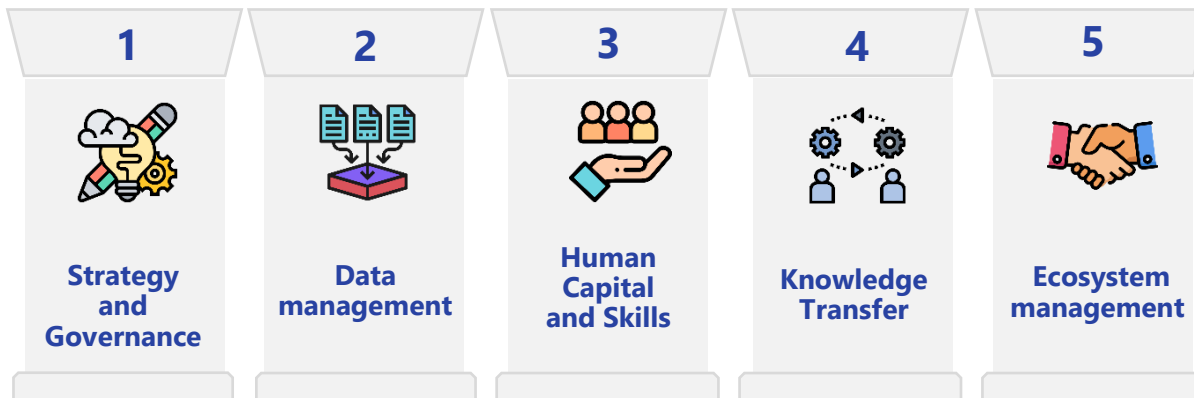 1
Strategy
and
Governance
2
Data
management
3
Human
Capital
and Skills
4
Knowledge
Transfer
5
Ecosystem
management